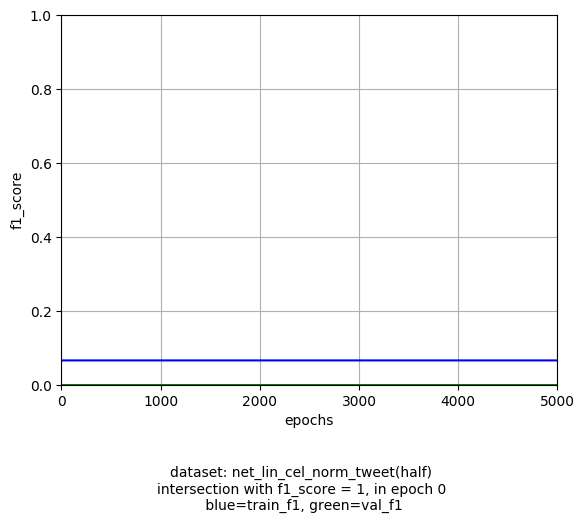 1.0
0.8
0.6
0.4
0.2
0.0
f1_score
0 1000 2000 3000 4000 5000
epochs
dataset: net_lin_cel_norm_tweet(half)
intersection with f1_score = 1, in epoch 0
blue=train_f1, green=val_f1